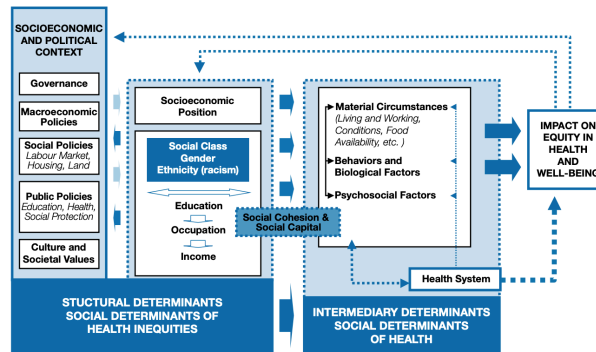 SOCIOECONOMIC
AND POLITICAL
CONTEXT
Governance
Macroeconomic
Policies
Social Policies
Labour Market,
Housing, Land
Public Policies
Education, Health,
Social Protection
Culture and
Societal Values
Socioeconomic
Position
Social Class
Gender
Ethnicity (racism)
Education
Occupation
Income
Social Cohesion &
Social Capital
Material Circumstances
(Living and Working,
Conditions, Food
Availability, etc. )
Behaviors and
Biological Factors
Psychosocial Factors
Health System
IMPACT ON
EQUITY IN
HEALTH
AND
WELL-BEING
STUCTURAL DETERMINANTS
SOCIAL DETERMINANTS OF
HEALTH INEQUITIES
INTERMEDIARY DETERMINANTS
SOCIAL DETERMINANTS
OF HEALTH